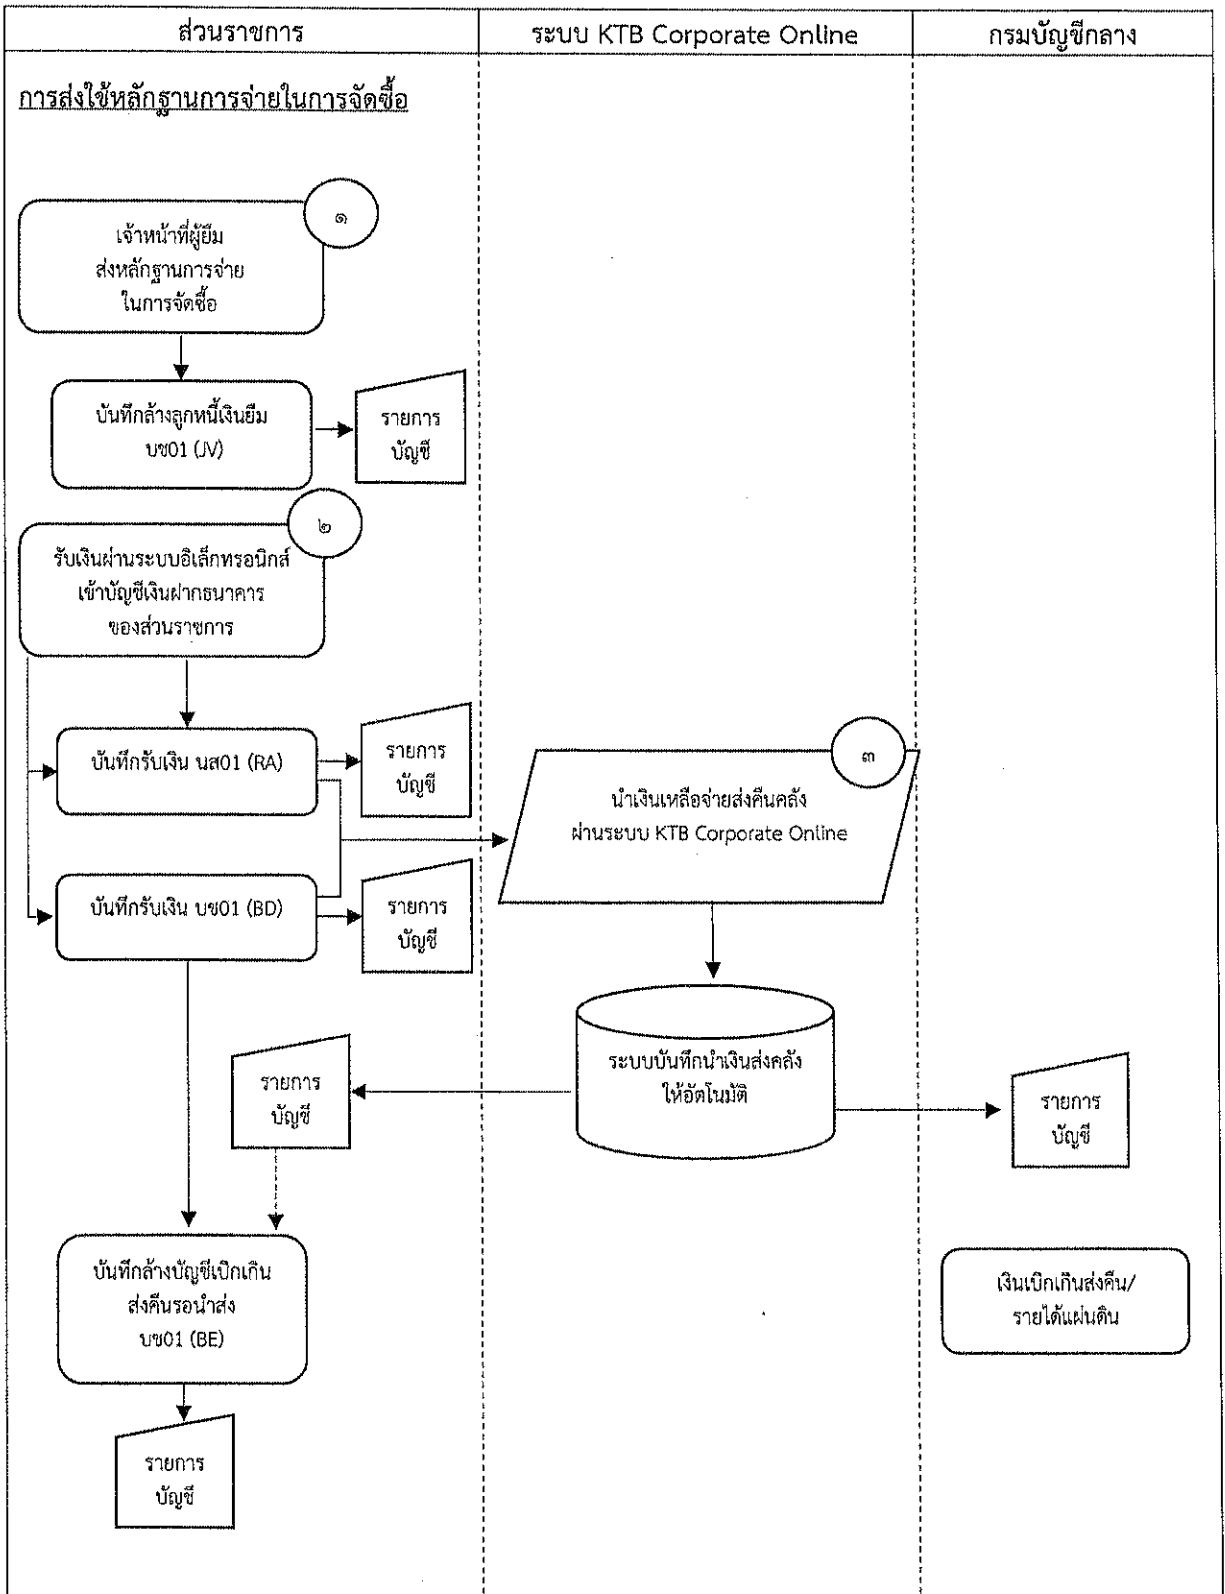 ส่วนราชการ
ระบบ KTB Corporate Online
กรมบัญชีกลาง
การส่งใช้หลักฐานการจ่ายในการจัดซื้อ
๑
เจ้าหน้าที่ผู้ยืม
ส่งหลักฐานการจ่าย
ในการจัดซื้อ
บันทึกล้างลูกหนี้เงินยืม
บช01 (JV)
รายการ
บัญชี
๒
รับเงินผ่านระบบอิเล็กทรอนิกส์
เข้าบัญชีเงินฝากธนาคาร
ของส่วนราชการ
บันทึกรับเงิน นส01 (RA)
รายการ
บัญชี
๓
นำเงินเหลือจ่ายส่งคืนคลัง
ผ่านระบบ KTB Corporate Online
บันทึกรับเงิน บช01 (BD)
รายการ
บัญชี
ระบบบันทึกนำเงินส่งคลัง
ให้อัตโนมัติ
รายการ
บัญชี
รายการ
บัญชี
บันทึกล้างบัญชีเบิกเกิน
ส่งคืนรอนำส่ง
บช01 (BE)
เงินเบิกเกินส่งคืน/
รายได้แผ่นดิน
รายการ
บัญชี